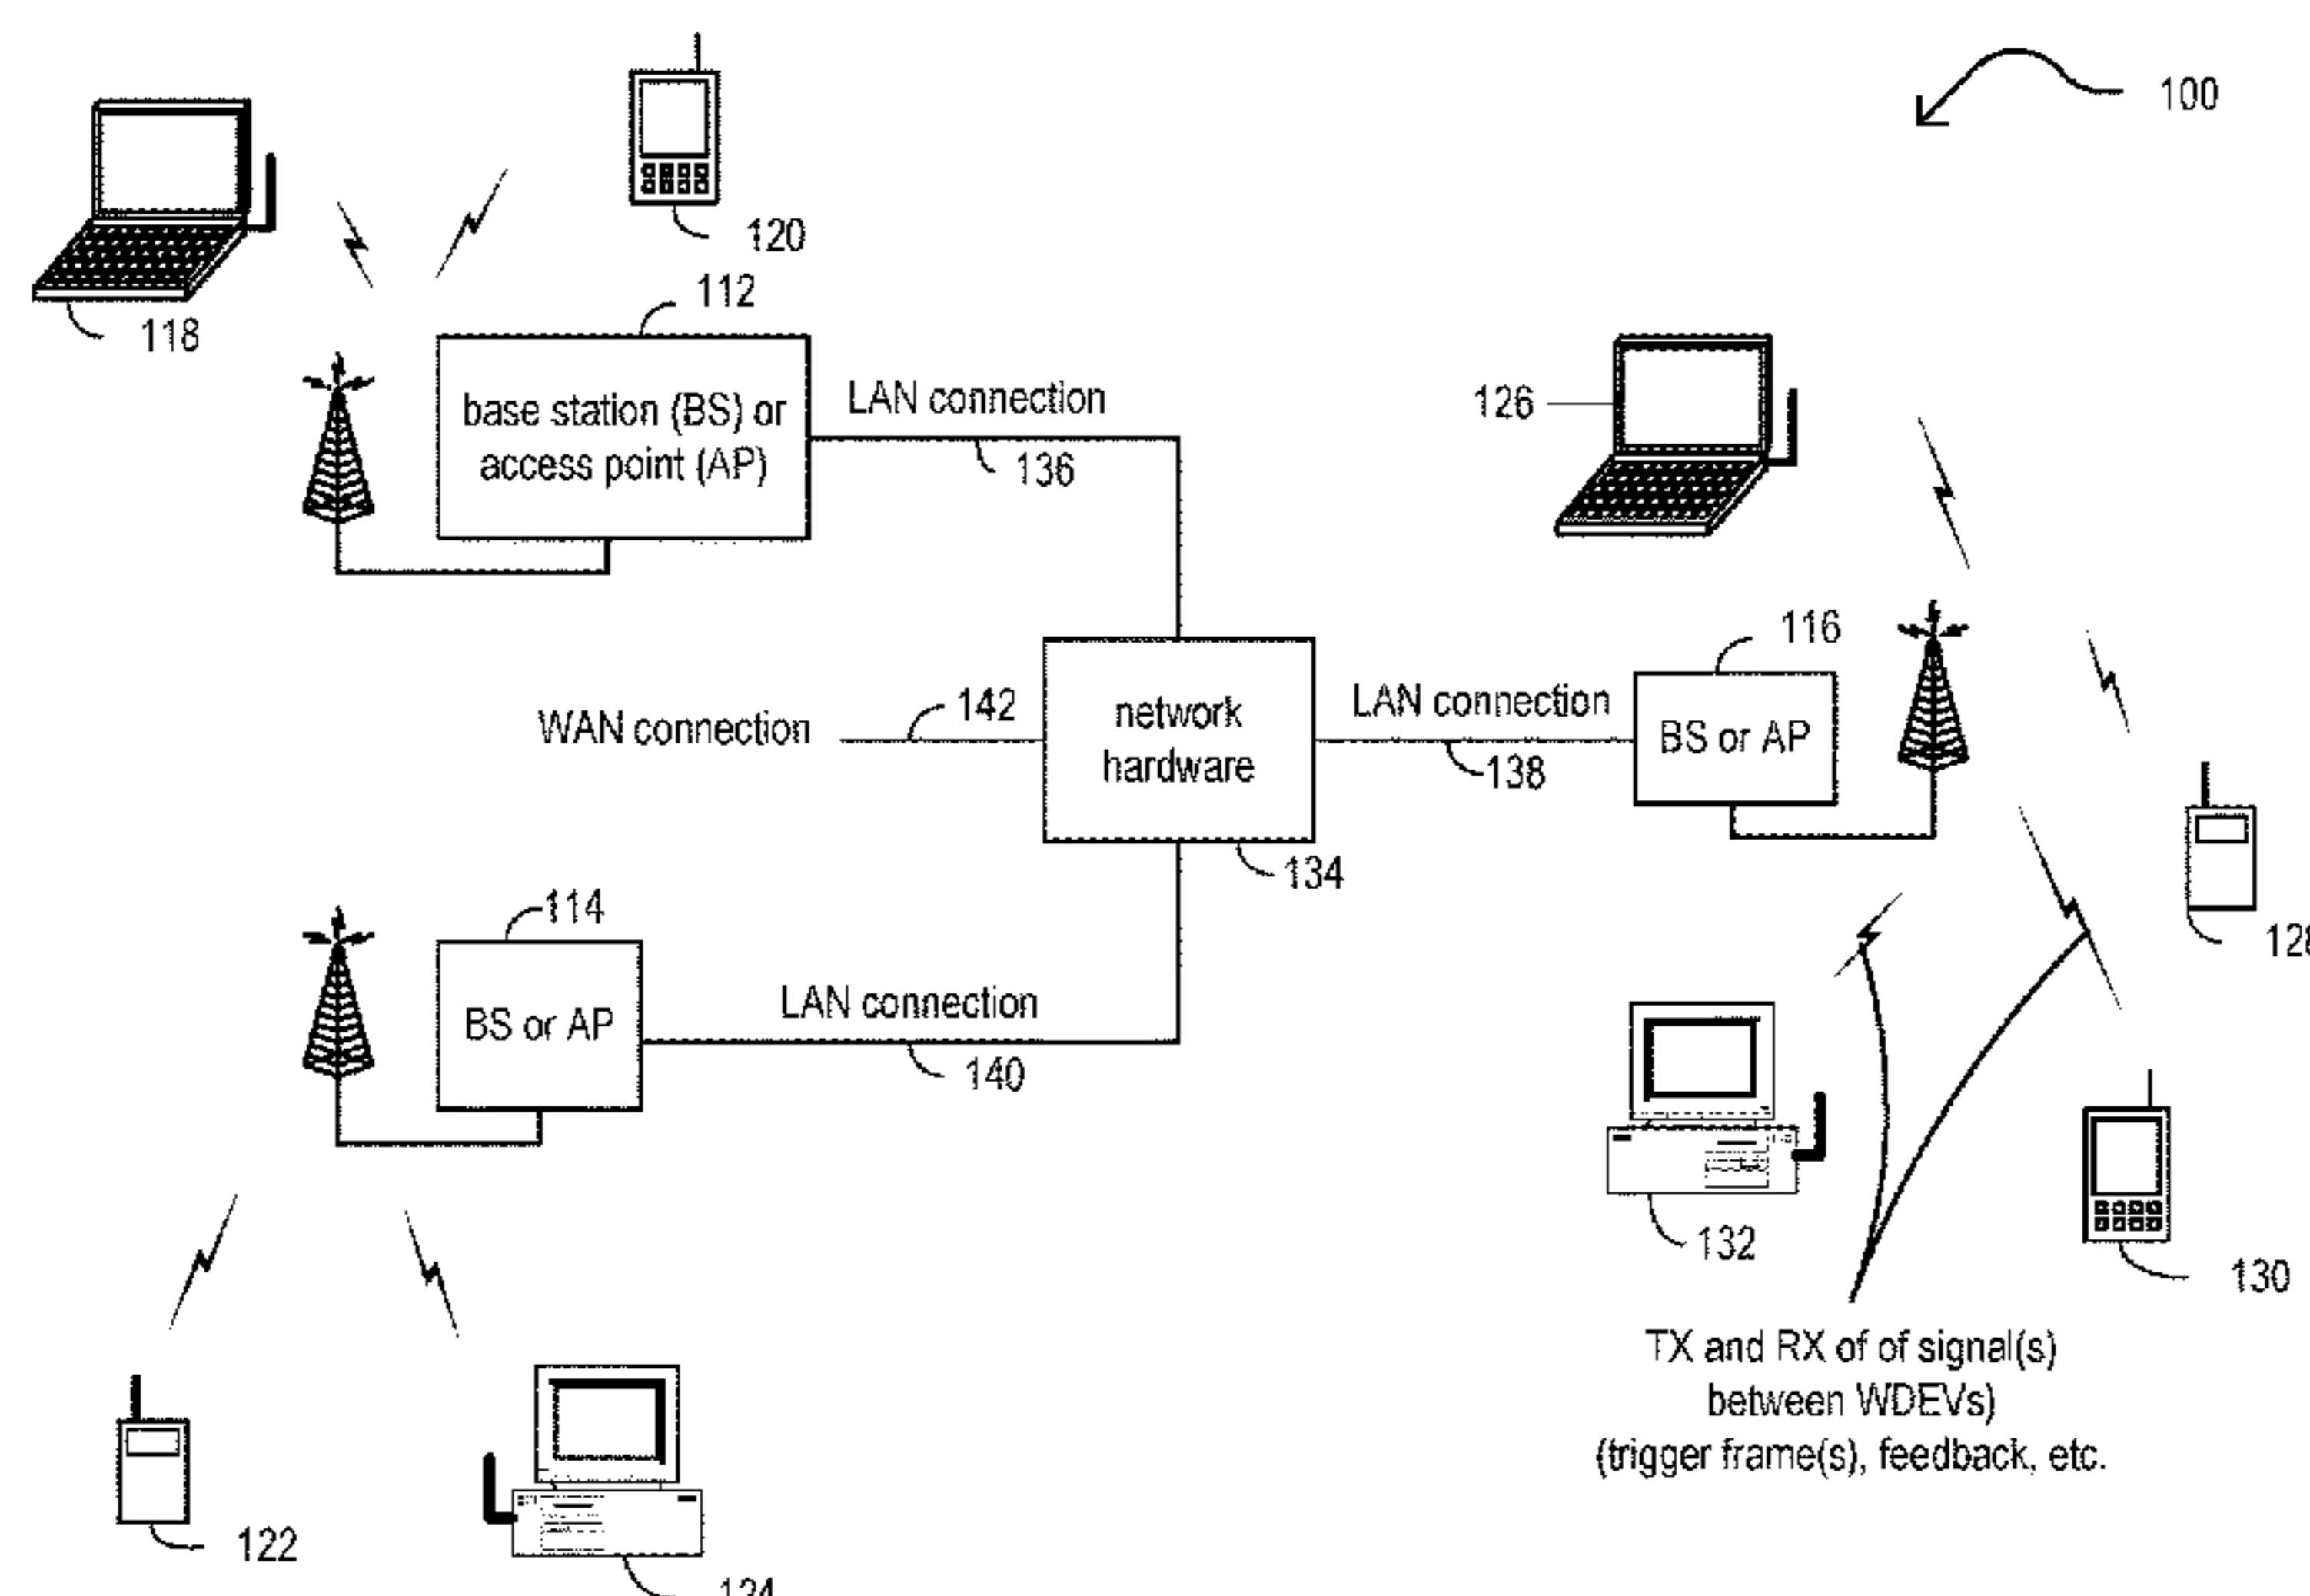 100
120
112
118
base station (BS) or
access point (AP)
LAN connection
136
126
116
142
WAN connection
network
hardware
LAN connection
138
BS or AP
134
114
BS or AP
LAN connection
140
132
130
TX and RX of of signal(s)
between WDEVs)
(trigger frame(s), feedback, etc.
122